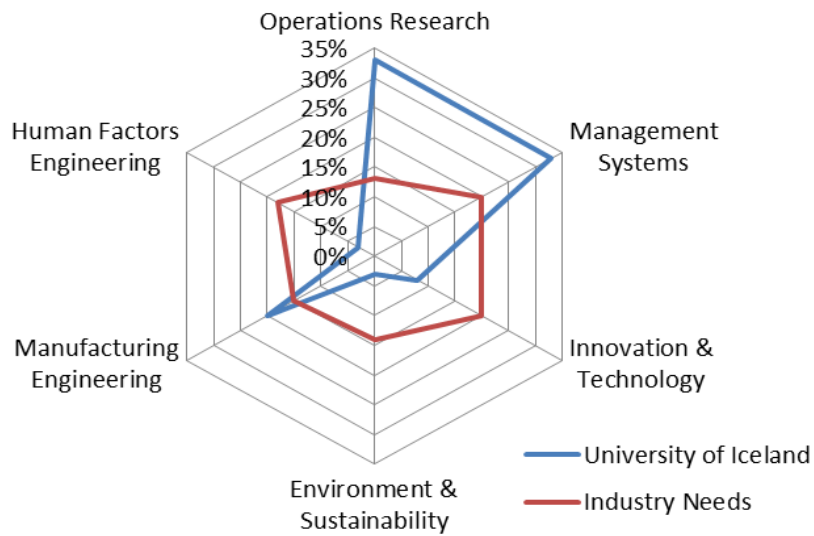 Operations Research
35%
30%
25%
20%
15%
10%
5%
0%
Management
Systems
Innovation &
Technology
Environment &
Sustainability
Manufacturing
Engineering
Human Factors
Engineering
University of Iceland
Industry Needs